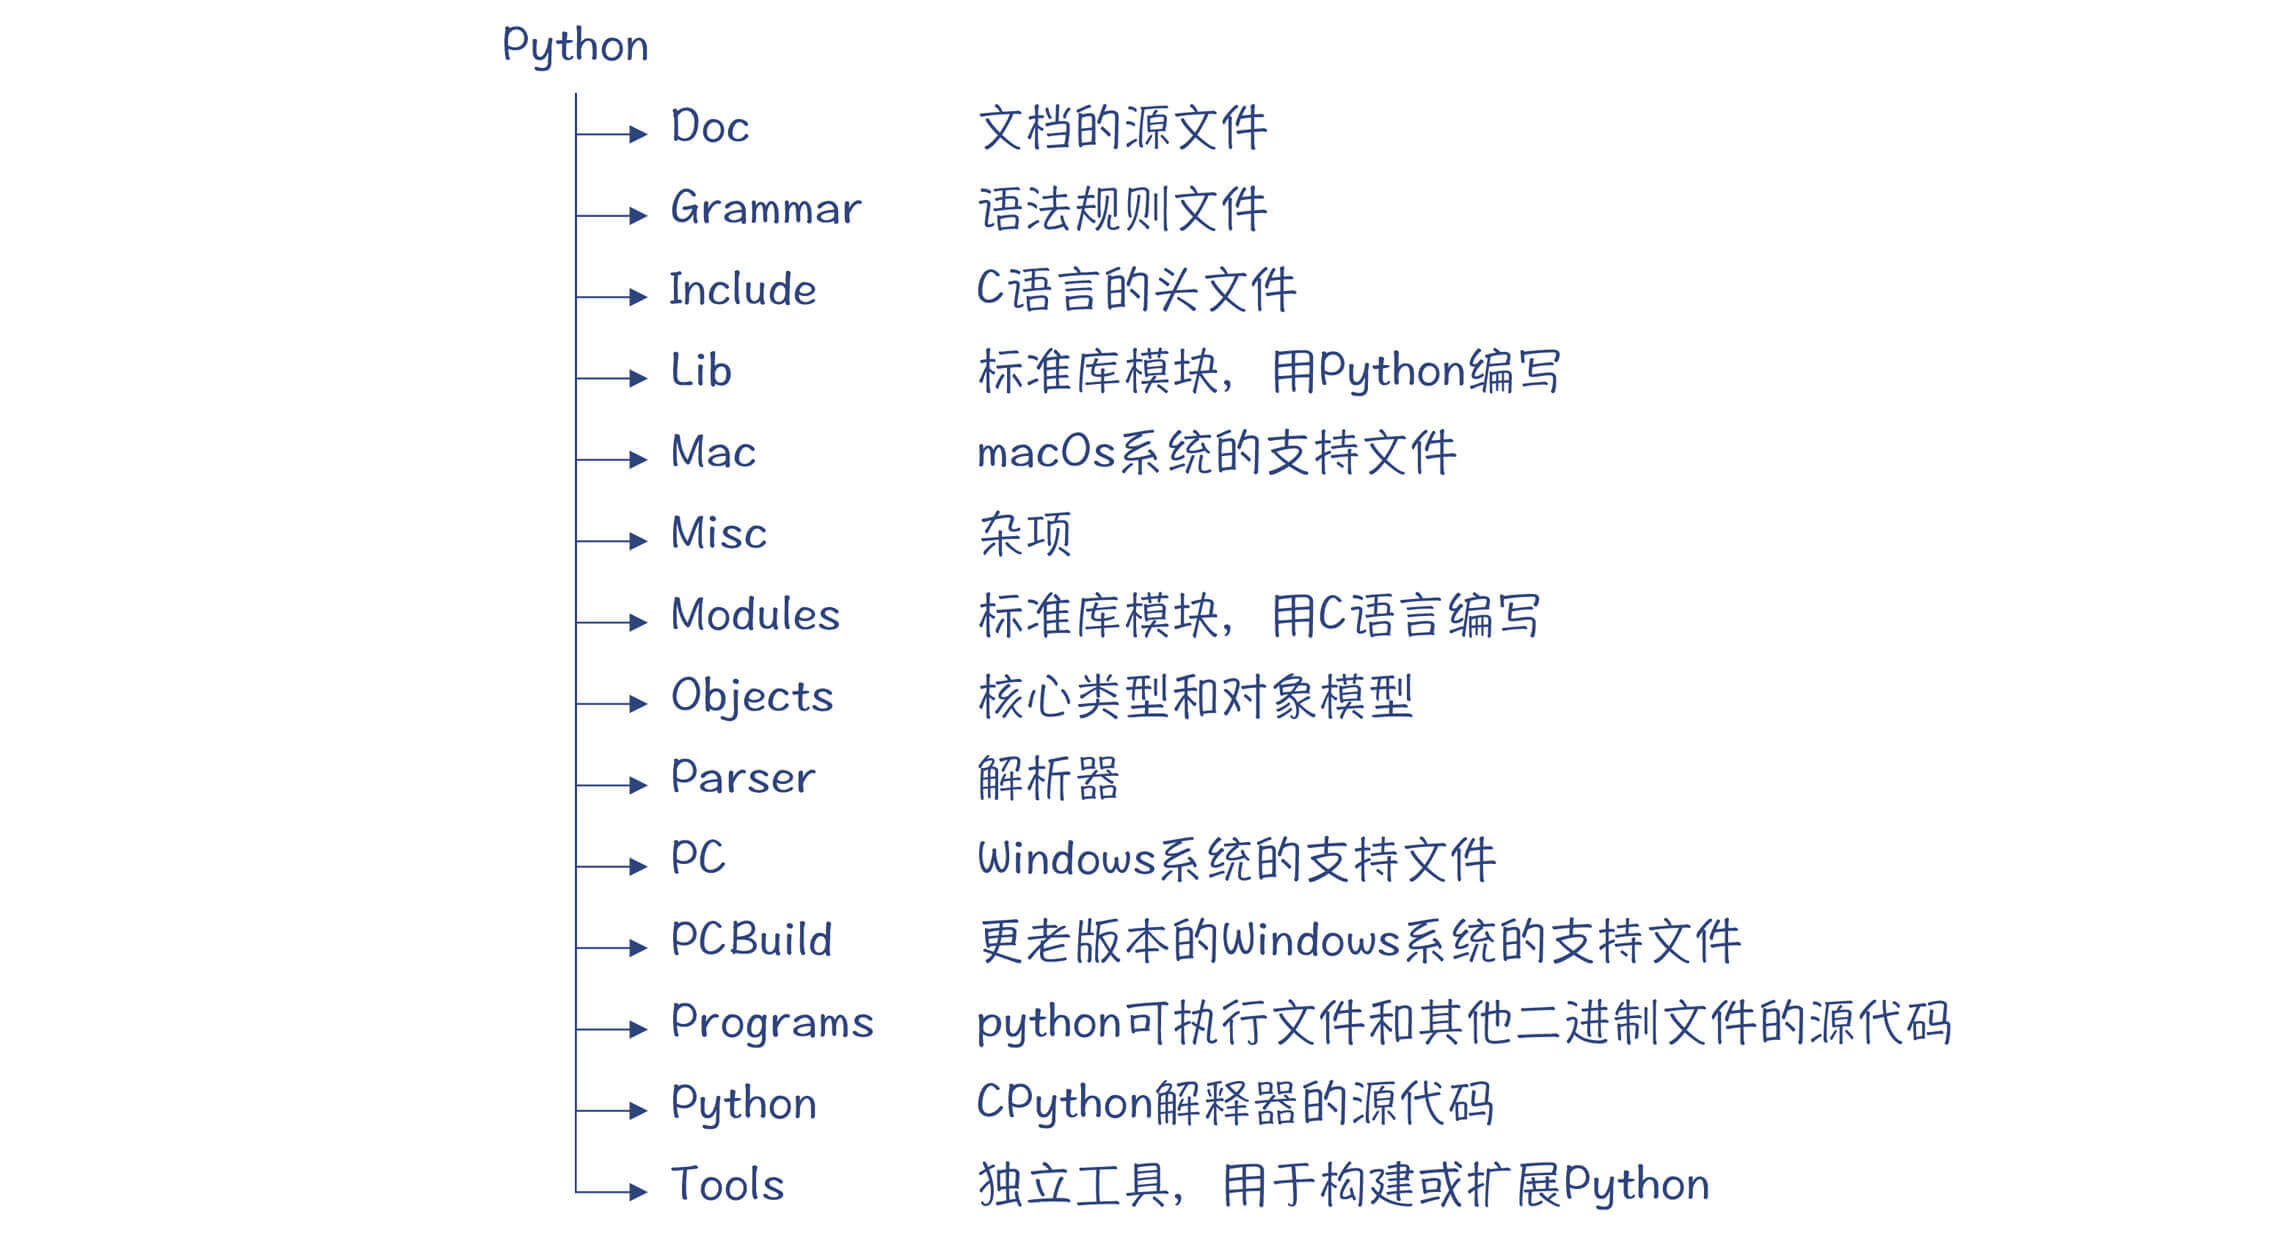 Python
Doc 文档的源文件
Grammar 语法规则文件
Include C语言的头文件
Lib 标准库模块，用Python编写
Mac macOs系统的支持文件
Misc 杂项
Modules 标准库模块，用C语言编写
Objects 核心类型和对象模型
Parser 解析器
PC Windows系统的支持文件
PCBuild 更老版本的Windows系统的支持文件
Programs python可执行文件和其他二进制文件的源代码
Python CPython解释器的源代码
Tools 独立工具，用于构建或扩展Python